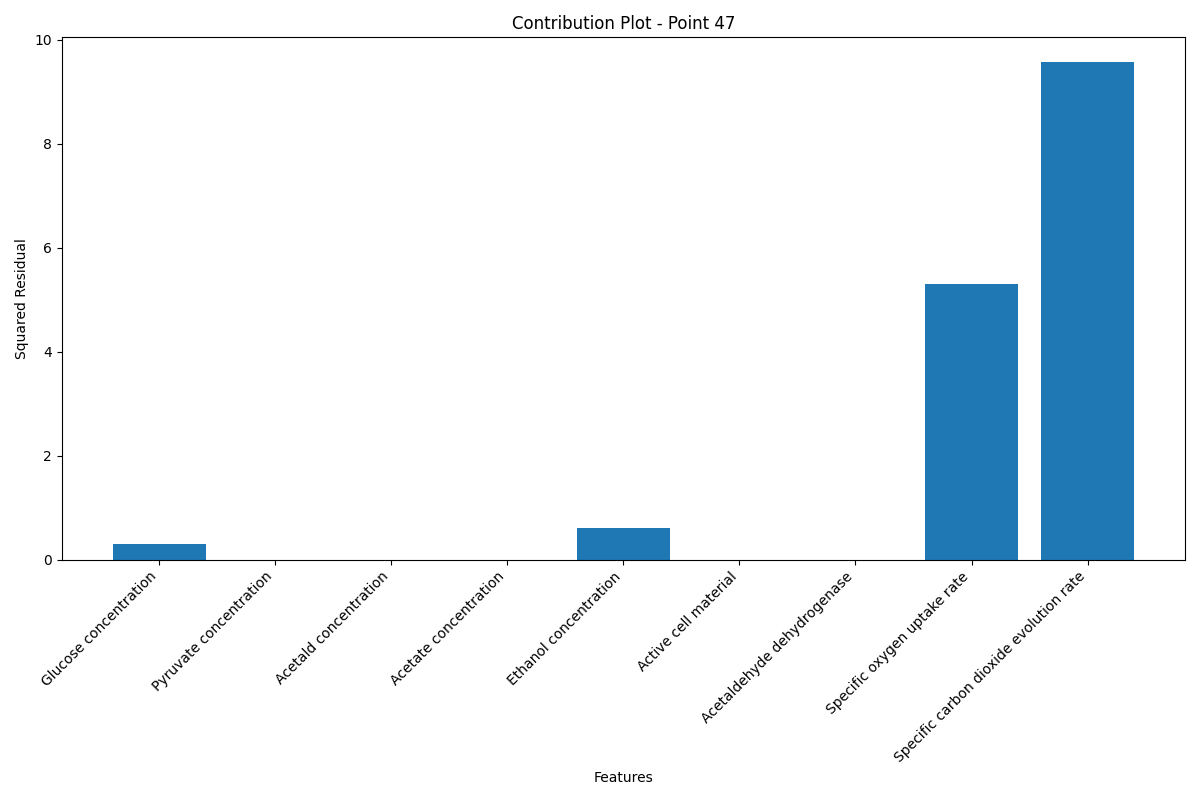 Contribution Plot - Point 47
10
8
6
4
2
0
Squared Residual
Glucose concentration
Pyruvate concentration
Acetald concentration
Acetate concentration
Ethanol concentration
Active cell material
Acetaldehyde dehydrogenase
Specific oxygen uptake rate
Specific carbon dioxide evolution rate
Features